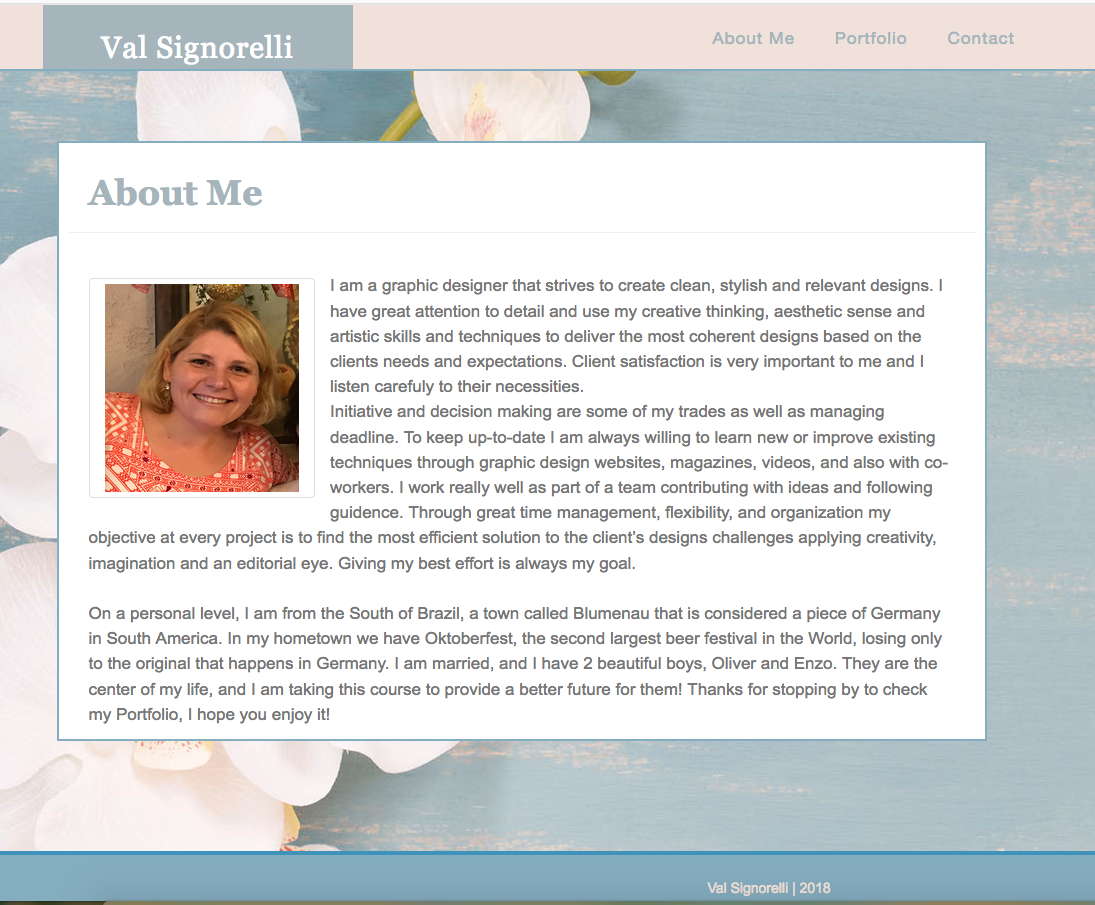 Val Signorelli
About Me Portfolio Contact
About Me
I am a graphic designer that strives to create clean, stylish and relevant designs. I
have great attention to detail and use my creative thinking, aesthetic sense and
artistic skills and techniques to deliver the most coherent designs based on the
clients needs and expectations. Client satisfaction is very important to me and I
listen carefuly to their necessities.
Initiative and decision making are some of my trades as well as managing
deadline. To keep up-to-date I am always willing to learn new or improve existing
techniques through graphic design websites, magazines, videos, and also with co-
workers. I work really well as part of a team contributing with ideas and following
guidence. Through great time management, flexibility, and organization my
objective at every project is to find the most efficient solution to the client's designs challenges applying creativity,
imagination and an editorial eye. Giving my best effort is always my goal.
On a personal level, I am from the South of Brazil, a town called Blumenau that is considered a piece of Germany
in South America. In my hometown we have Oktoberfest, the second largest beer festival in the World, losing only
to the original that happens in Germany. I am married, and I have 2 beautiful boys, Oliver and Enzo. They are the
center of my life, and I am taking this course to provide a better future for them! Thanks for stopping by to check
my Portfolio, I hope you enjoy it!
Val Signorelli | 2018